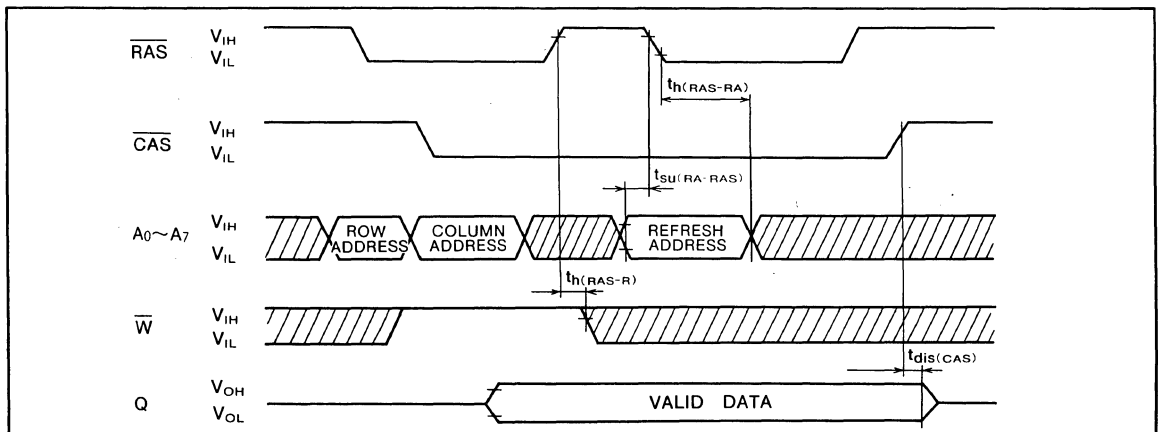 RAS VIH
VIL
th(RAS-RA)
CAS VIH
VIL
tsu(RA-RAS)
A0~A7 VIH
VIL
ROW ADDRESS
COLUMN ADDRESS
REFRESH ADDRESS
th(RAS-R)
W VIH
VIL
tdis(CAS)
Q VOH
VOL
VALID DATA